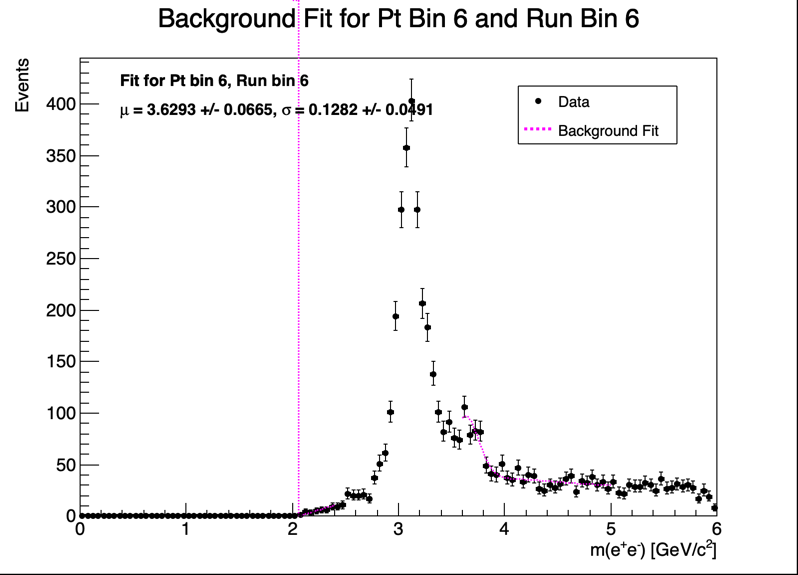 Background Fit for Pt Bin 6 and Run Bin 6
Events
Fit for Pt bin 6, Run bin 6
μ = 3.6293 +/- 0.0665, σ = 0.1282 +/- 0.0491
Data
Background Fit
400
350
300
250
200
150
100
50
0
0 1 2 3 4 5 6
m(e⁺e⁻) [GeV/c²]